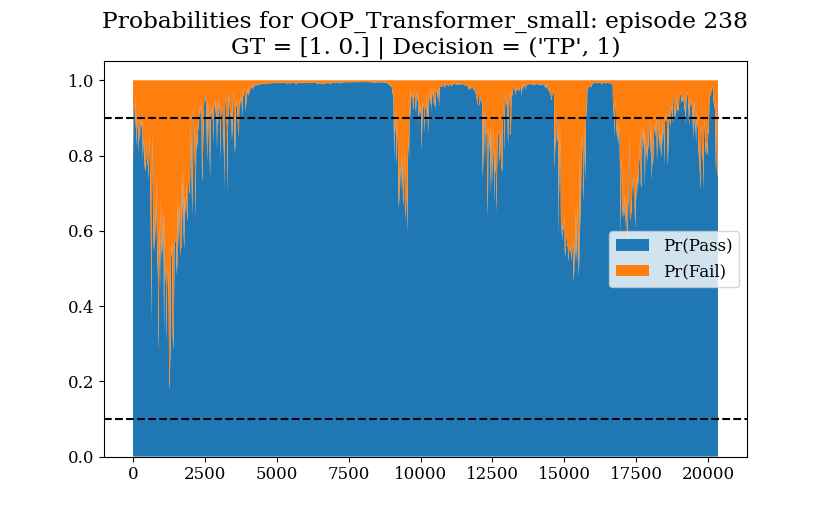 Probabilities for OOP_Transformer_small: episode 238
GT = [1. 0.] | Decision = ('TP', 1)
1.0
0.8
0.6
0.4
0.2
0.0
Pr(Pass)
Pr(Fail)
0 2500 5000 7500 10000 12500 15000 17500 20000